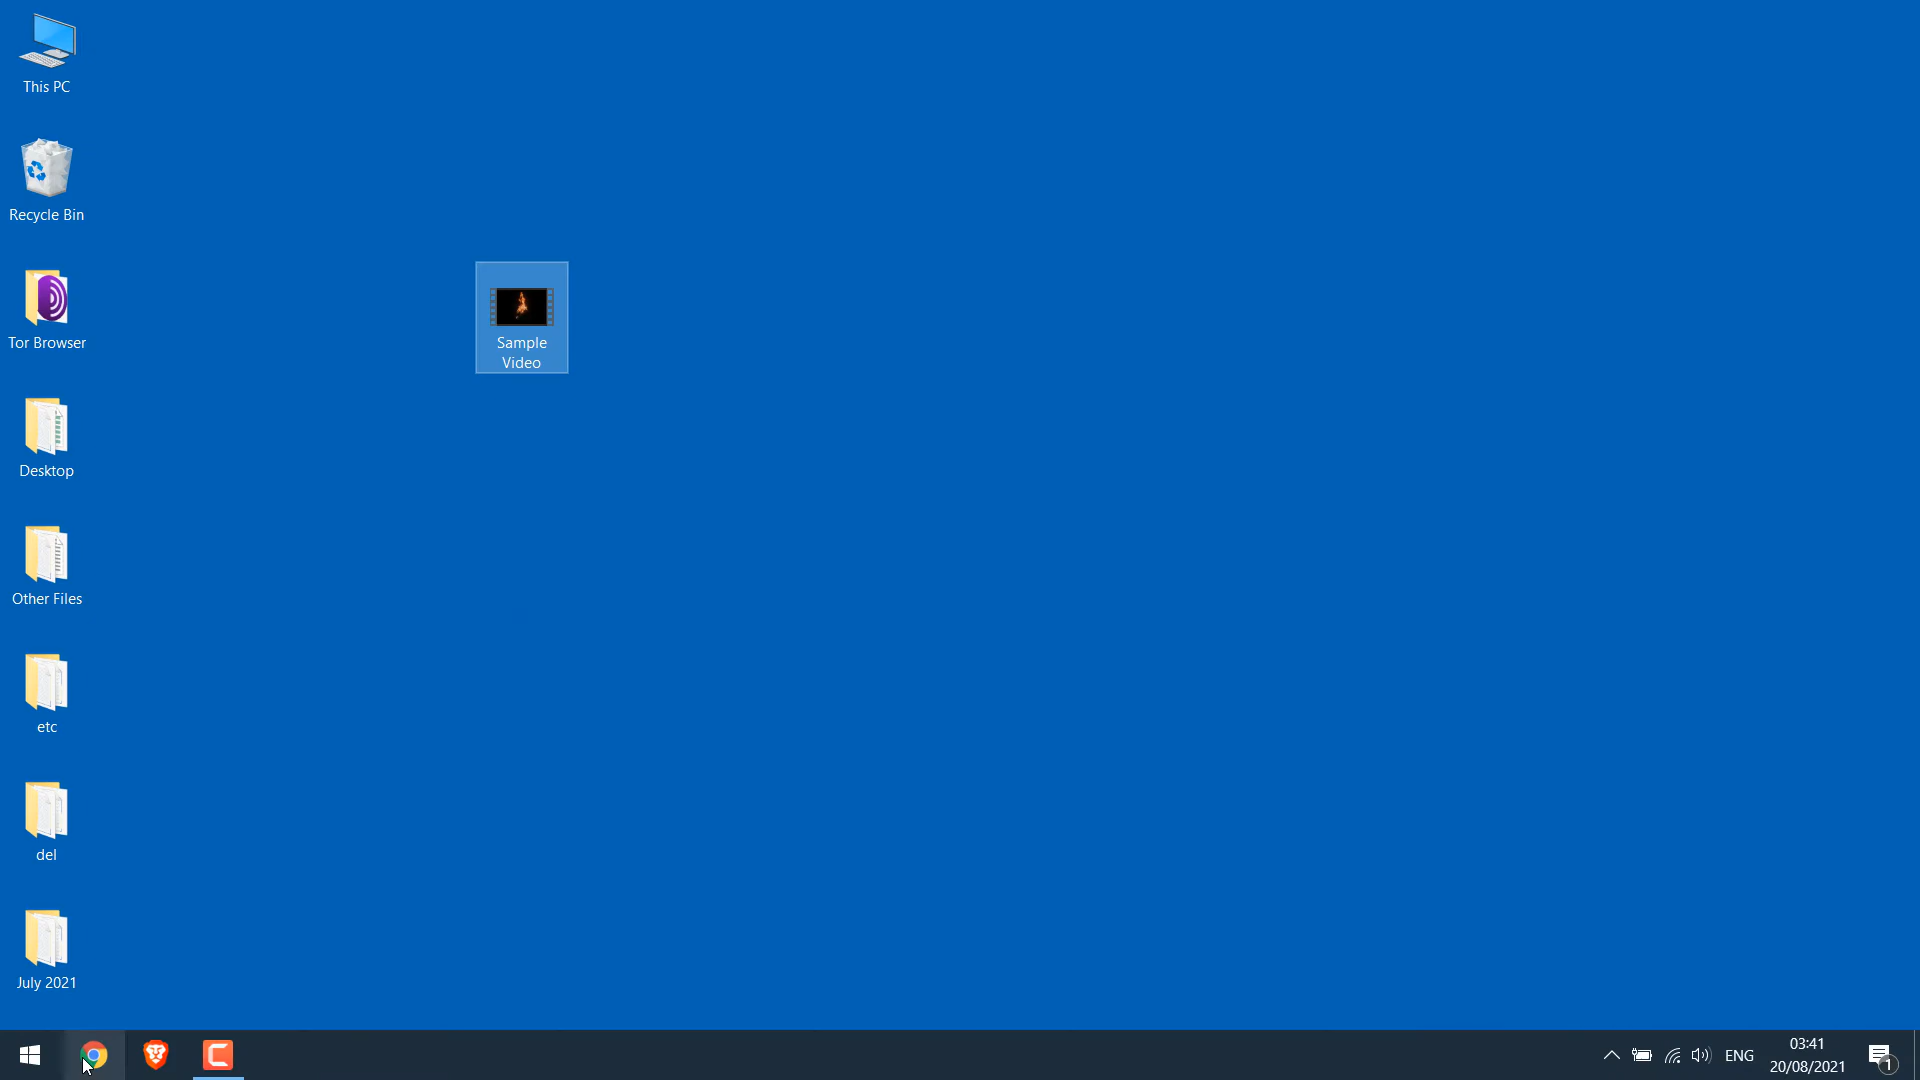 This PC
Recycle Bin
Tor Browser
Desktop
Other Files
etc
del
July 2021
Sample
Video
ENG
03:41
20/08/2021
1